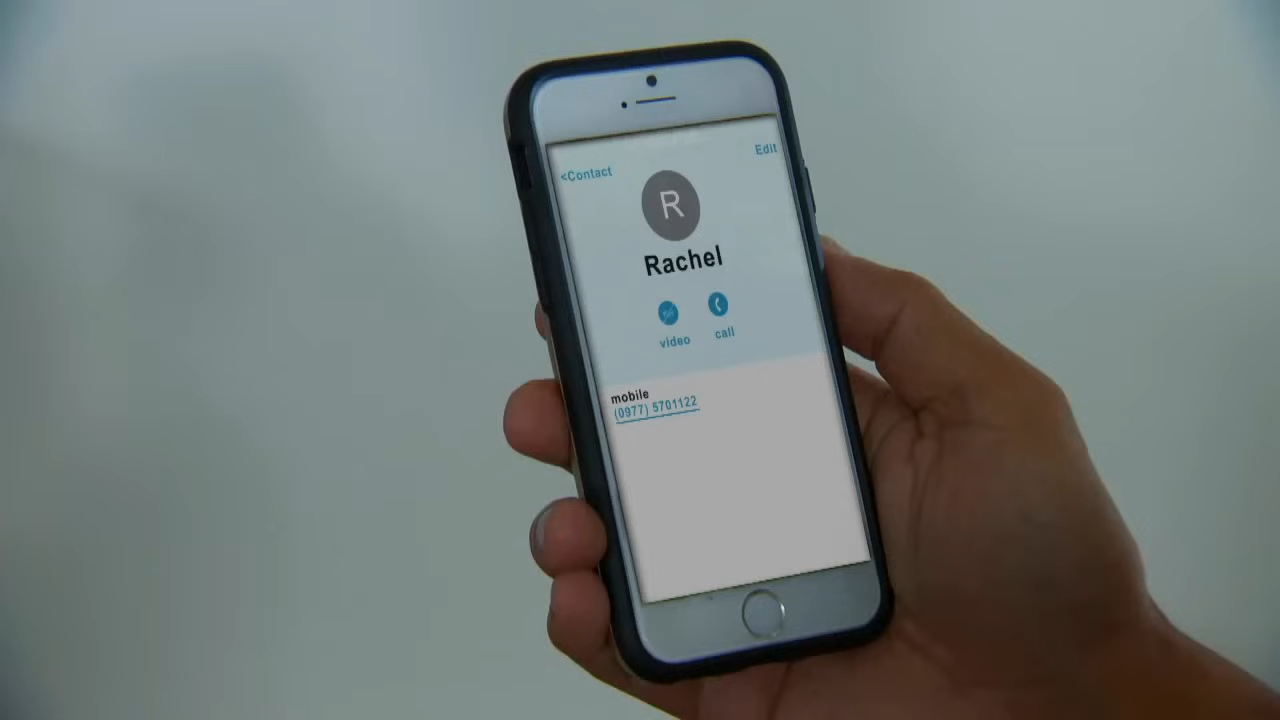 Edit
<Contact
R
Rachel
video
call
mobile
(0977) 5701122